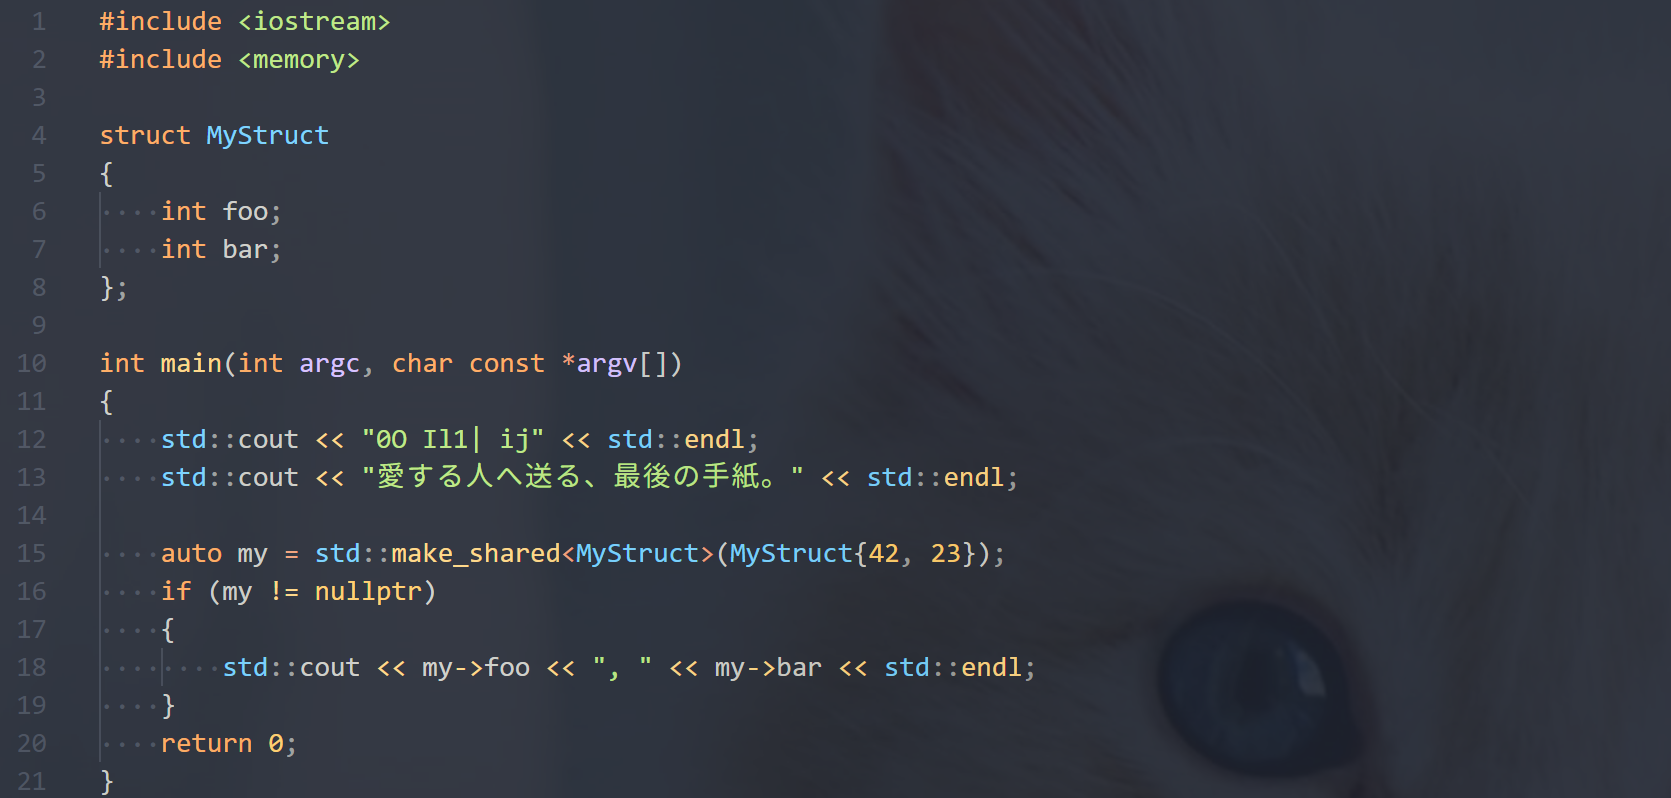 1 #include <iostream>
2 #include <memory>
3
4 struct MyStruct
5 {
6 ····int foo;
7 ····int bar;
8 };
9
10 int main(int argc, char const *argv[])
11 {
12 ····std::cout << "0O Il1| ij" << std::endl;
13 ····std::cout << "愛する人へ送る、最後の手紙。" << std::endl;
14
15 ····auto my = std::make_shared<MyStruct>(MyStruct{42, 23});
16 ····if (my != nullptr)
17 ····{
18 ········std::cout << my->foo << ", " << my->bar << std::endl;
19 ····}
20 ····return 0;
21 }